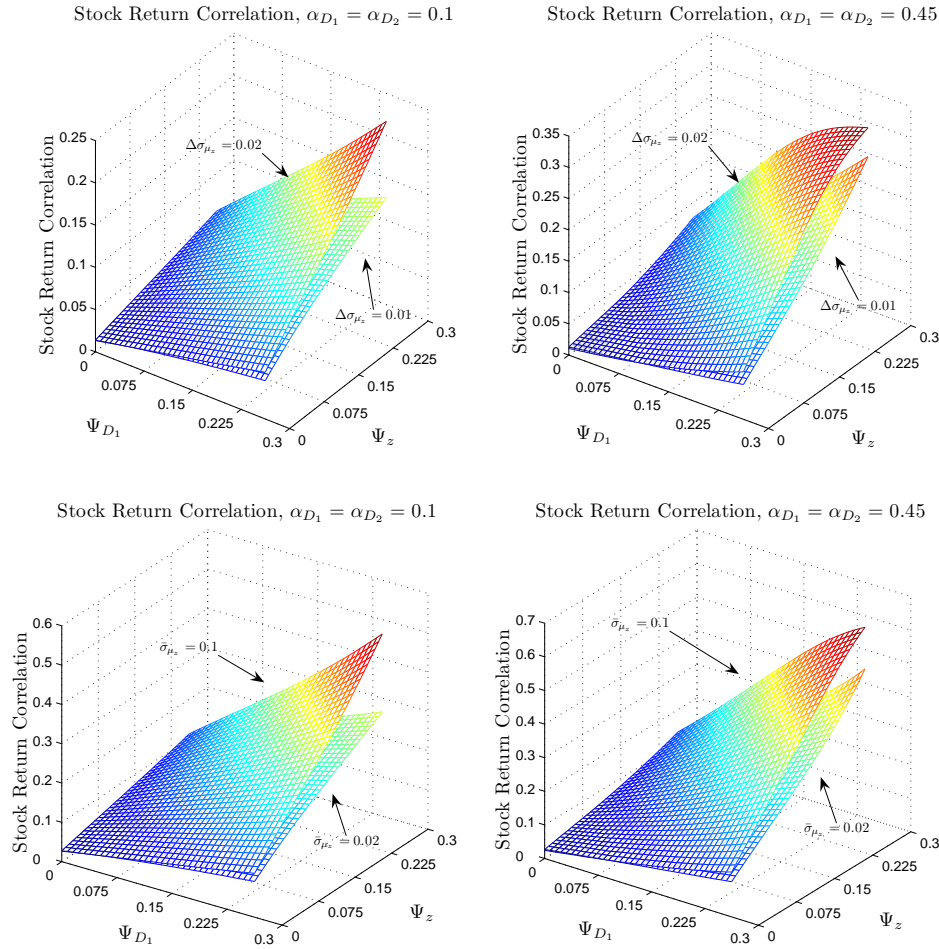 Stock Return Correlation, α_{D_1} = α_{D_2} = 0.1
Stock Return Correlation
0.25
0.2
0.15
0.1
0.05
0
Δσ_{μ_z} = 0.02
Δσ_{μ_z} = 0.01
0
0.075
0.15
0.225
0.3
Ψ_{D_1}
0
0.075
0.15
0.225
0.3
Ψ_z
Stock Return Correlation, α_{D_1} = α_{D_2} = 0.45
Stock Return Correlation
0.35
0.3
0.25
0.2
0.15
0.1
0.05
0
Δσ_{μ_z} = 0.02
Δσ_{μ_z} = 0.01
0
0.075
0.15
0.225
0.3
Ψ_{D_1}
0
0.075
0.15
0.225
0.3
Ψ_z
Stock Return Correlation, α_{D_1} = α_{D_2} = 0.1
Stock Return Correlation
0.6
0.5
0.4
0.3
0.2
0.1
0
σ̄_{μ_z} = 0.1
σ̄_{μ_z} = 0.02
0
0.075
0.15
0.225
0.3
Ψ_{D_1}
0
0.075
0.15
0.225
0.3
Ψ_z
Stock Return Correlation, α_{D_1} = α_{D_2} = 0.45
Stock Return Correlation
0.7
0.6
0.5
0.4
0.3
0.2
0.1
0
σ̄_{μ_z} = 0.1
σ̄_{μ_z} = 0.02
0
0.075
0.15
0.225
0.3
Ψ_{D_1}
0
0.075
0.15
0.225
0.3
Ψ_z